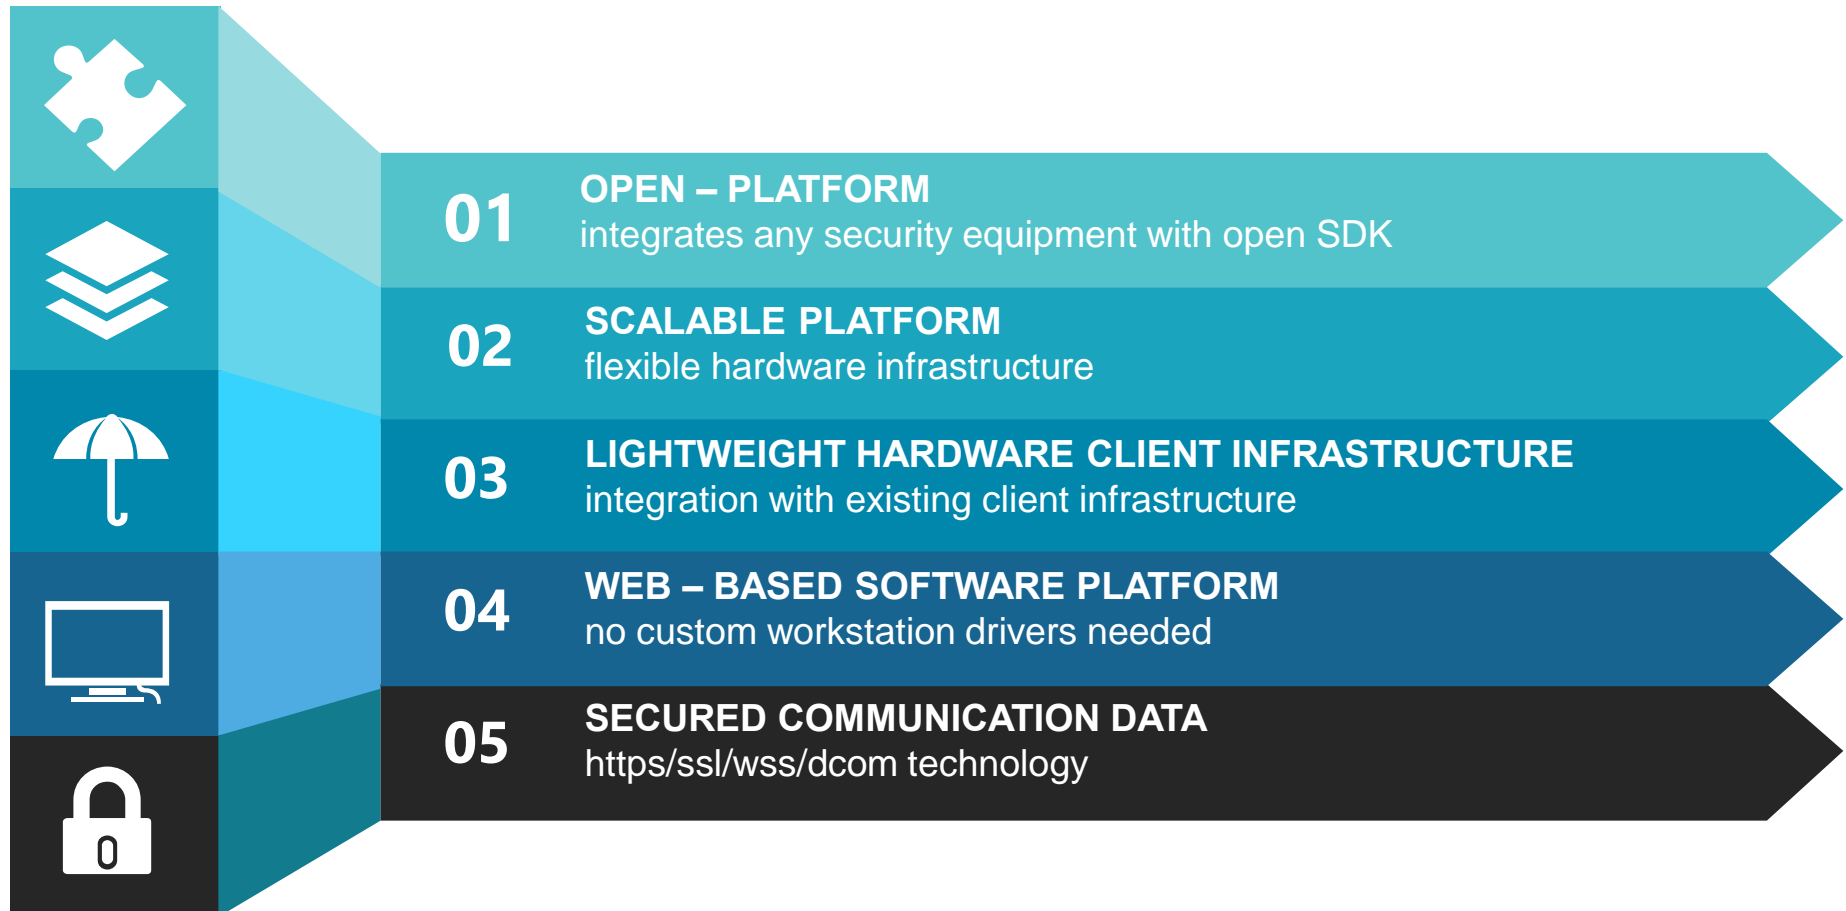 01
OPEN – PLATFORM
integrates any security equipment with open SDK
02
SCALABLE PLATFORM
flexible hardware infrastructure
03
LIGHTWEIGHT HARDWARE CLIENT INFRASTRUCTURE
integration with existing client infrastructure
04
WEB – BASED SOFTWARE PLATFORM
no custom workstation drivers needed
05
SECURED COMMUNICATION DATA
https/ssl/wss/dcom technology